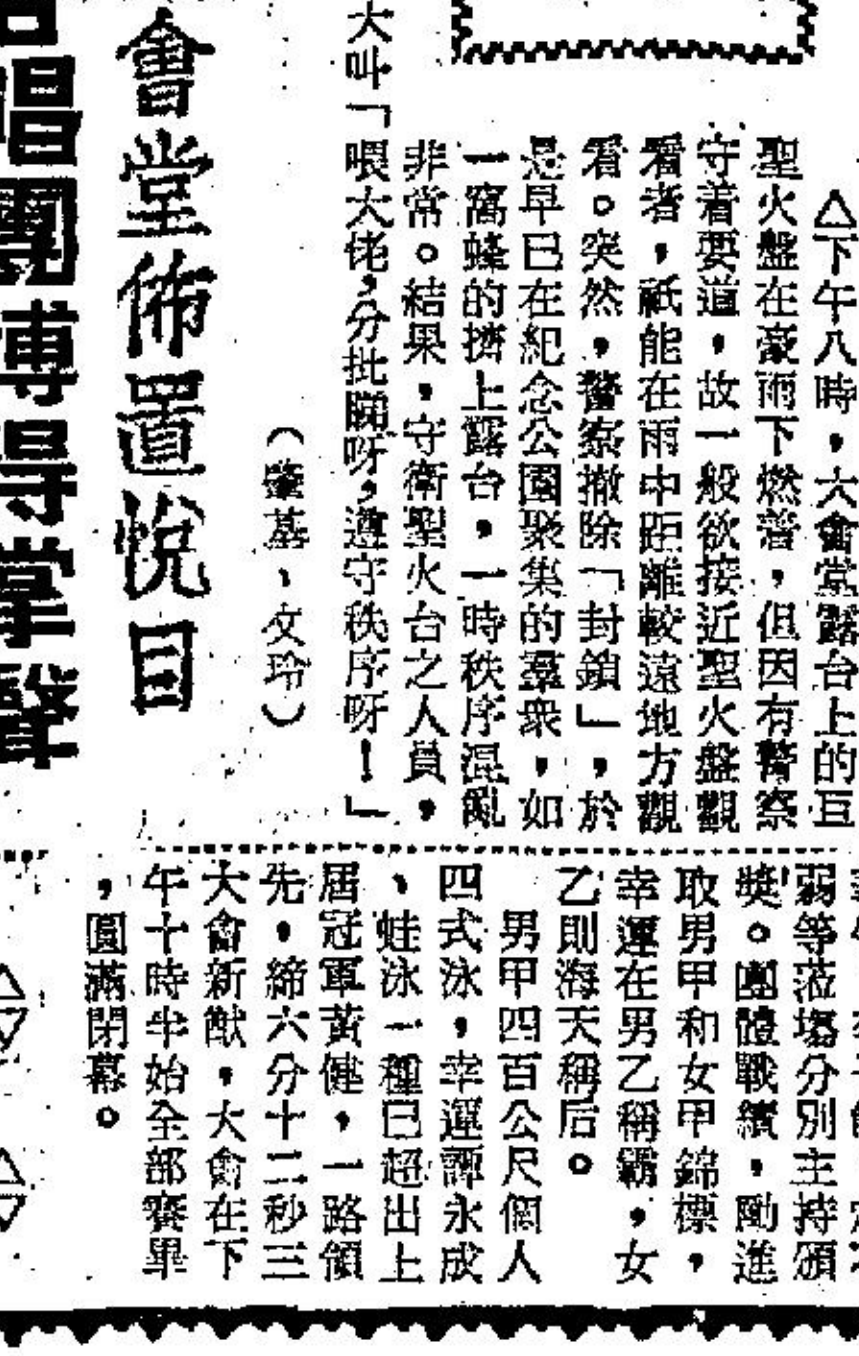 △下午八時，大會堂露台上的巨
聖火盤在豪雨下燃着，但因有警察
守着要道，故一般欲接近聖火盤觀
看者，祇能在雨中距離較遠地方觀
看。突然，警察撤除「封鎖」，於
是早已在紀念公園聚集的羣衆，如
一窩蜂的擠上露台，一時秩序混亂
非常。結果，守衛聖火台之人員，
大叫「喂大佬，分批睇呀，遵守秩序呀！」
（肇基、文玲）
會堂佈置悅目
唱團博得掌聲
弱等蒞塲分別主持頒
獎。團體戰績，勵進
取男甲和女甲錦標，
幸運在男乙稱霸，女
乙則海天稱后。
男甲四百公尺個人
四式泳，幸運譚永成
、蛙泳一種已超出上
屆冠軍黃健，一路領
先，締六分十二秒三
大會新猷，大會在下
午十時半始全部賽畢
，圓滿閉幕。
△▽
△▽